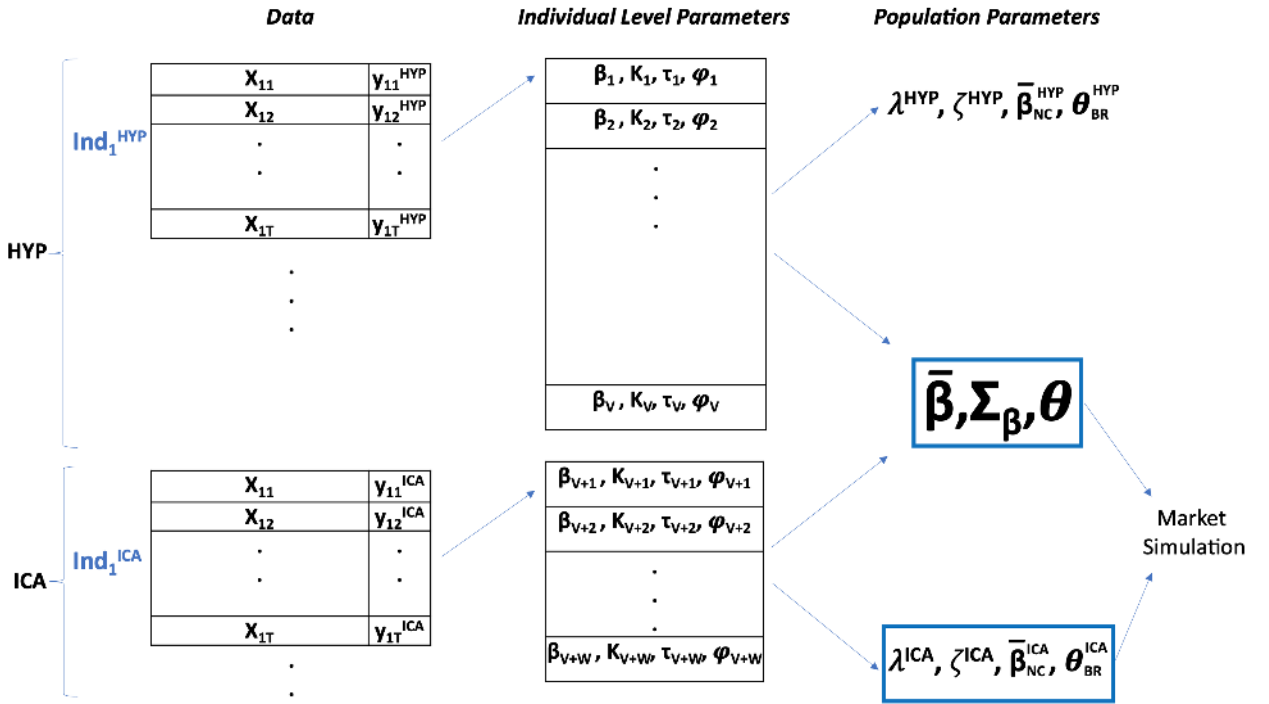 Data Individual Level Parameters Population Parameters
HYP
Ind₁ᴴʸᴾ
X₁₁ y₁₁ᴴʸᴾ
X₁₂ y₁₂ᴴʸᴾ
. .
. .
X₁T y₁Tᴴʸᴾ
.
.
.
β₁ , K₁, τ₁, φ₁
β₂ , K₂, τ₂, φ₂
.
.
.
βV , KV, τV, φV
λᴴʸᴾ, ζᴴʸᴾ, β̄NCᴴʸᴾ, θBRᴴʸᴾ
β̄,Σβ,θ
ICA
Ind₁ᴵᶜᴬ
X₁₁ y₁₁ᴵᶜᴬ
X₁₂ y₁₂ᴵᶜᴬ
. .
. .
X₁T y₁Tᴵᶜᴬ
.
.
βV+1 , KV+1, τV+1, φV+1
βV+2 , KV+2, τV+2, φV+2
.
.
.
βV+W , KV+W, τV+W, φV+W
Market
Simulation
λᴵᶜᴬ, ζᴵᶜᴬ, β̄NCᴵᶜᴬ, θBRᴵᶜᴬ